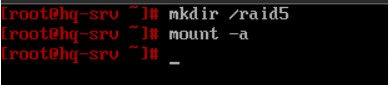 [root@hq-srv ~]# mkdir /raid5
[root@hq-srv ~]# mount -a
[root@hq-srv ~]# _